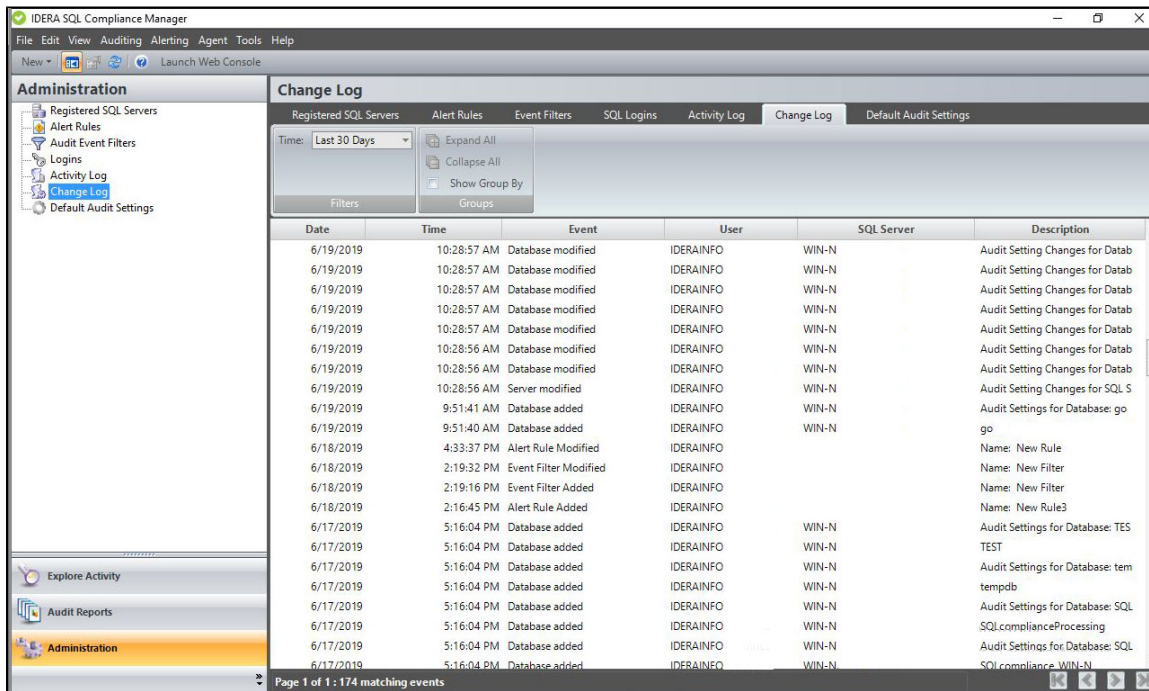 IDERA SQL Compliance Manager
File Edit View Auditing Alerting Agent Tools Help
New Launch Web Console
Administration
Registered SQL Servers
Alert Rules
Audit Event Filters
Logins
Activity Log
Change Log
Default Audit Settings
Explore Activity
Audit Reports
Administration
Change Log
Registered SQL Servers Alert Rules Event Filters SQL Logins Activity Log Change Log Default Audit Settings
Time: Last 30 Days
Expand All
Collapse All
Show Group By
Filters Groups
Date Time Event User SQL Server Description
6/19/2019 10:28:57 AM Database modified IDERAINFO WIN-N Audit Setting Changes for Datab
6/19/2019 10:28:57 AM Database modified IDERAINFO WIN-N Audit Setting Changes for Datab
6/19/2019 10:28:57 AM Database modified IDERAINFO WIN-N Audit Setting Changes for Datab
6/19/2019 10:28:57 AM Database modified IDERAINFO WIN-N Audit Setting Changes for Datab
6/19/2019 10:28:57 AM Database modified IDERAINFO WIN-N Audit Setting Changes for Datab
6/19/2019 10:28:56 AM Database modified IDERAINFO WIN-N Audit Setting Changes for Datab
6/19/2019 10:28:56 AM Database modified IDERAINFO WIN-N Audit Setting Changes for Datab
6/19/2019 10:28:56 AM Server modified IDERAINFO WIN-N Audit Setting Changes for SQL S
6/19/2019 9:51:41 AM Database added IDERAINFO WIN-N Audit Settings for Database: go
6/19/2019 9:51:40 AM Database added IDERAINFO WIN-N go
6/18/2019 4:33:37 PM Alert Rule Modified IDERAINFO Name: New Rule
6/18/2019 2:19:32 PM Event Filter Modified IDERAINFO Name: New Filter
6/18/2019 2:19:16 PM Event Filter Added IDERAINFO Name: New Filter
6/18/2019 2:16:45 PM Alert Rule Added IDERAINFO Name: New Rule3
6/17/2019 5:16:04 PM Database added IDERAINFO WIN-N Audit Settings for Database: TES
6/17/2019 5:16:04 PM Database added IDERAINFO WIN-N TEST
6/17/2019 5:16:04 PM Database added IDERAINFO WIN-N Audit Settings for Database: tem
6/17/2019 5:16:04 PM Database added IDERAINFO WIN-N tempdb
6/17/2019 5:16:04 PM Database added IDERAINFO WIN-N Audit Settings for Database: SQL
6/17/2019 5:16:04 PM Database added IDERAINFO WIN-N SQLcomplianceProcessing
6/17/2019 5:16:04 PM Database added IDERAINFO WIN-N Audit Settings for Database: SQL
6/17/2019 5:16:04 PM Database added IDERAINFO WIN-N. SQLcompliance_WIN-N
Page 1 of 1 : 174 matching events